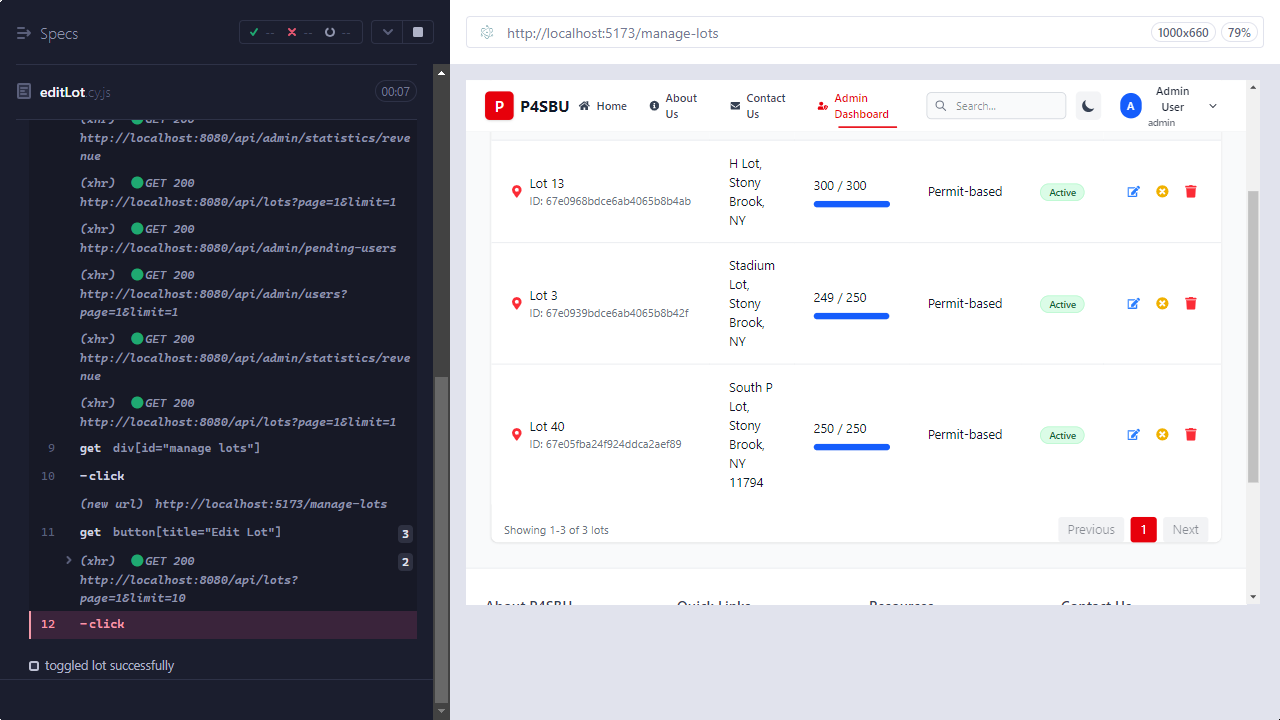 Specs
--
--
--
editLot.cy.js
00:07
(xhr) GET 200
http://localhost:8080/api/admin/statistics/reve
nue
(xhr) GET 200
http://localhost:8080/api/lots?page=1&limit=1
(xhr) GET 200
http://localhost:8080/api/admin/pending-users
(xhr) GET 200
http://localhost:8080/api/admin/users?
page=1&limit=1
(xhr) GET 200
http://localhost:8080/api/admin/statistics/reve
nue
(xhr) GET 200
http://localhost:8080/api/lots?page=1&limit=1
9 get div[id="manage lots"]
10 -click
(new url) http://localhost:5173/manage-lots
11 get button[title="Edit Lot"] 3
(xhr) GET 200 2
http://localhost:8080/api/lots?
page=1&limit=10
12 -click
toggled lot successfully
http://localhost:5173/manage-lots
1000x660
79%
P P4SBU
Home
About
Us
Contact
Us
Admin
Dashboard
Search...
A
Admin
User
admin
Lot 13
ID: 67e0968bdce6ab4065b8b4ab
H Lot,
Stony
Brook,
NY
300 / 300
Permit-based
Active
Lot 3
ID: 67e0939bdce6ab4065b8b42f
Stadium
Lot,
Stony
Brook,
NY
249 / 250
Permit-based
Active
Lot 40
ID: 67e05fba24f924ddca2aef89
South P
Lot,
Stony
Brook,
NY
11794
250 / 250
Permit-based
Active
Showing 1-3 of 3 lots
Previous
1
Next
About P4SBU
Quick Links
Resources
Contact Us